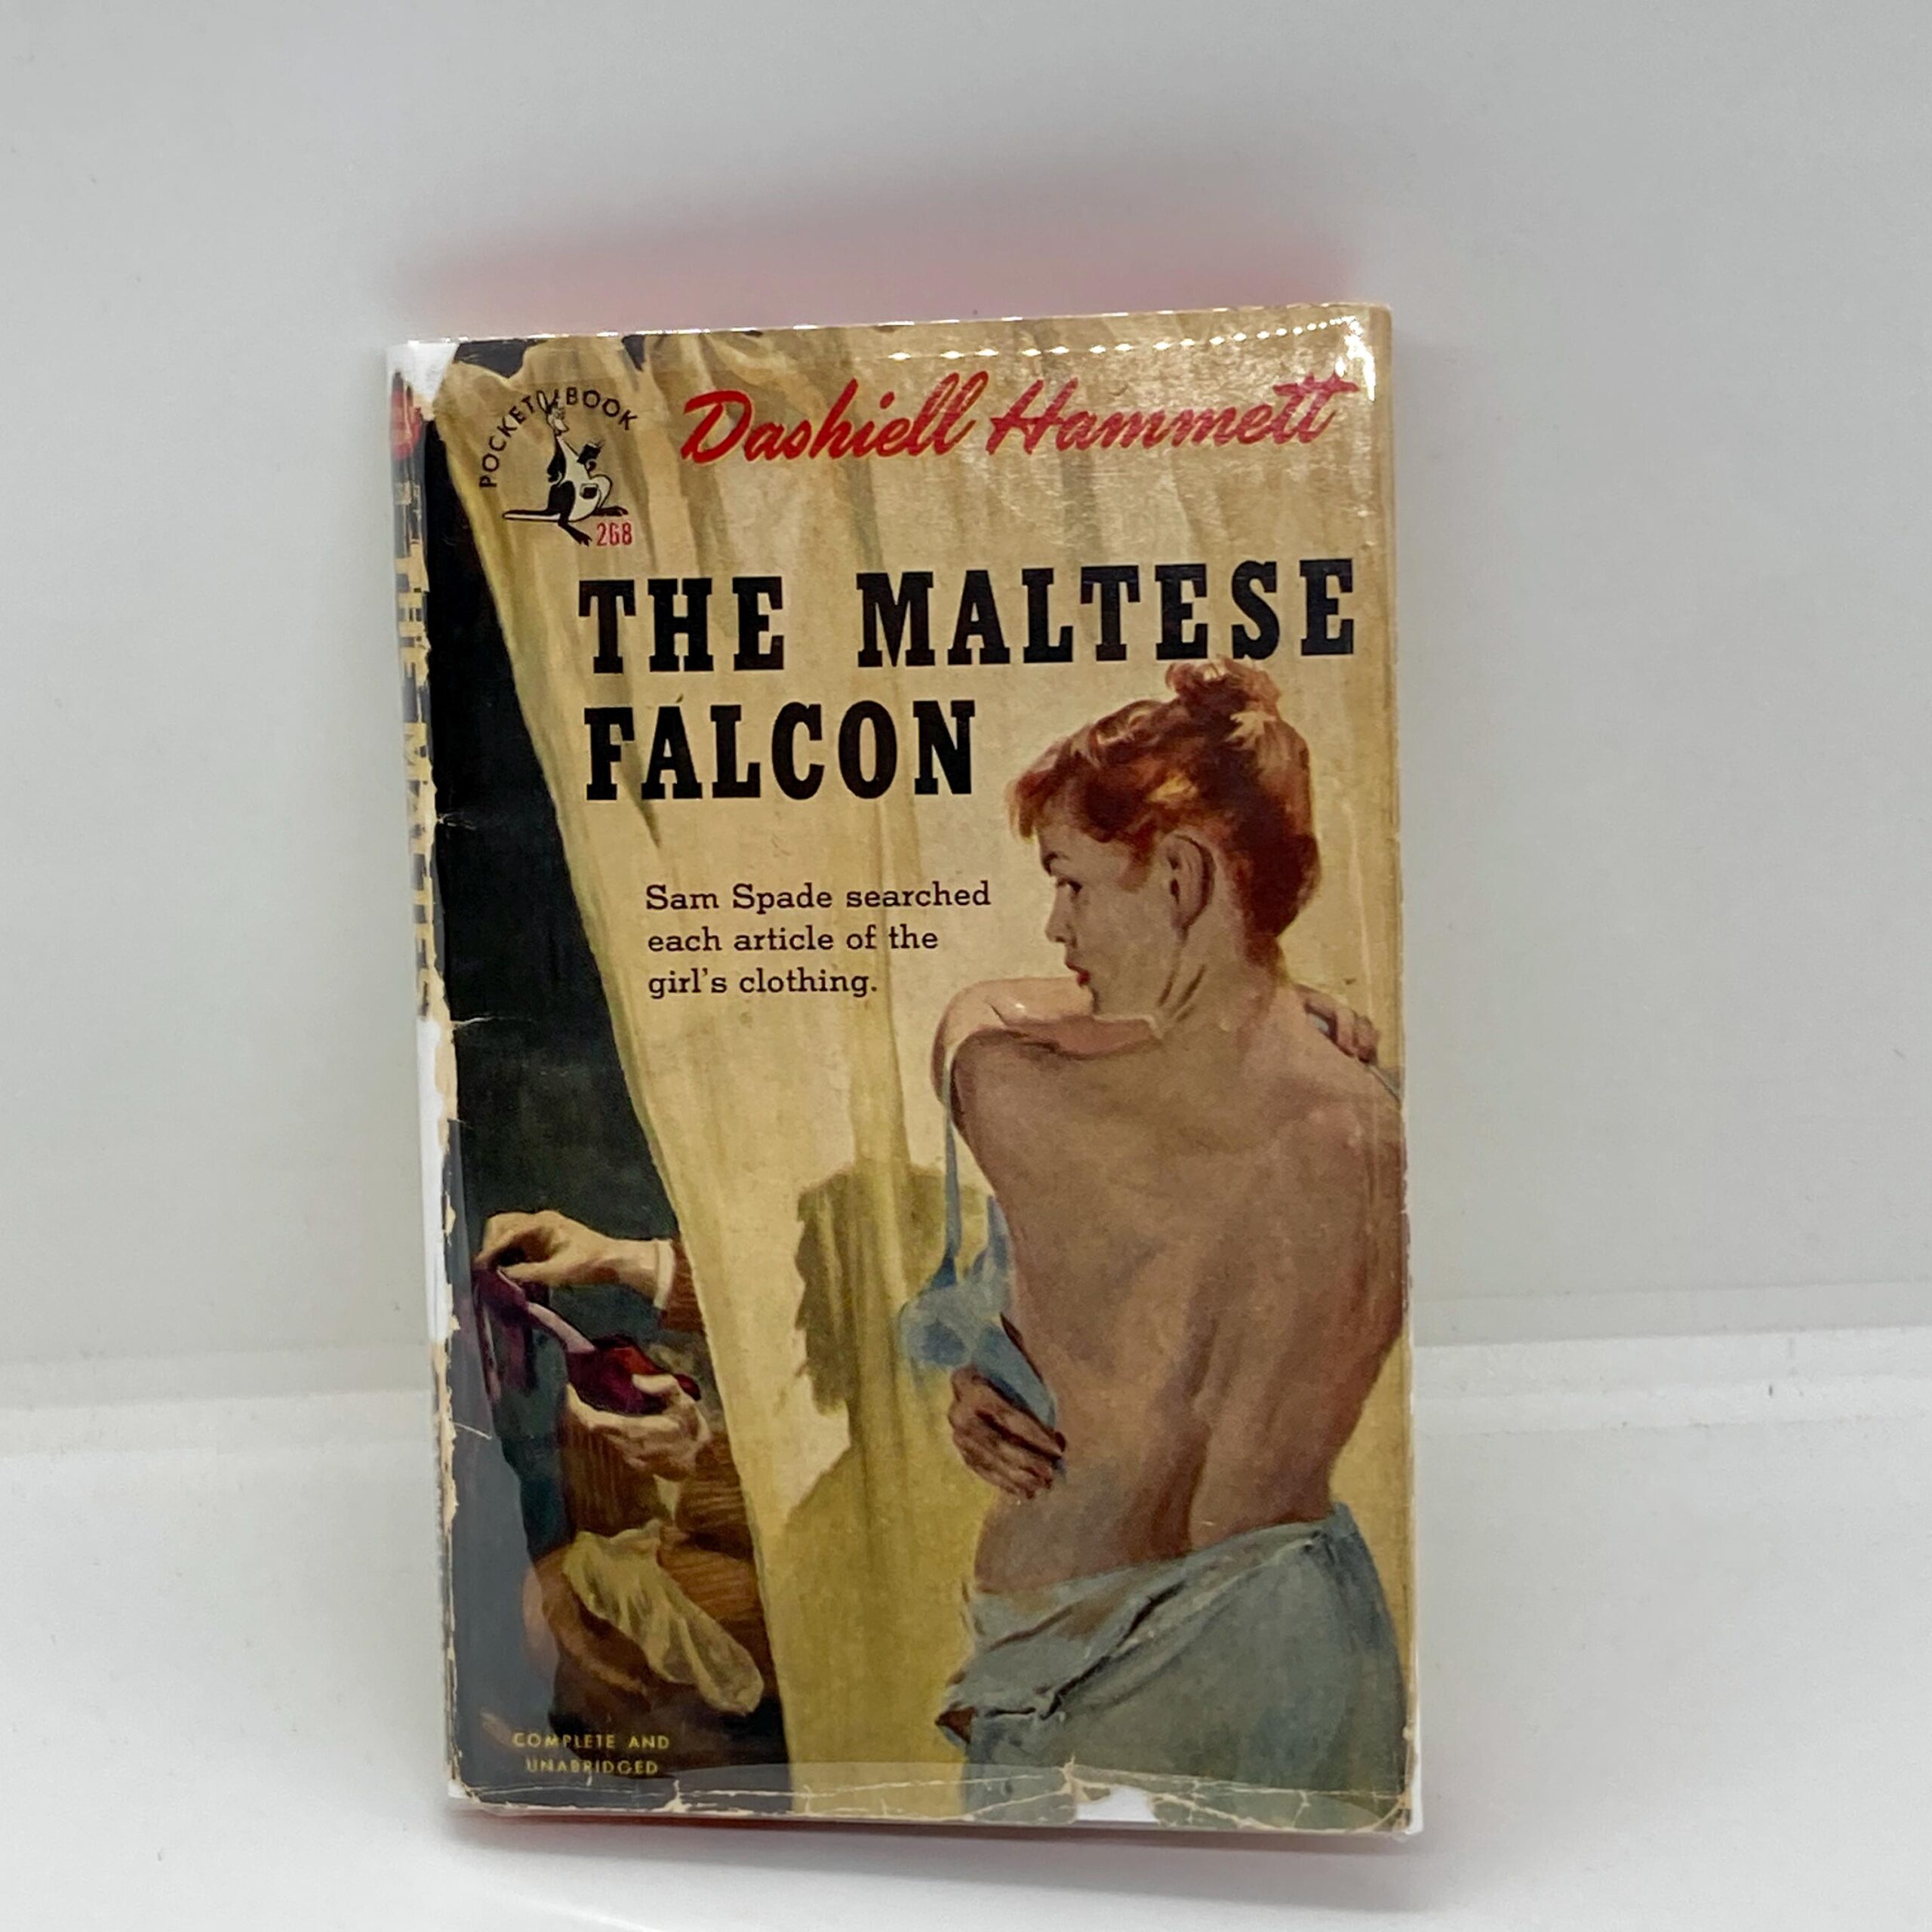 POCKET BOOK
268
Dashiell Hammett
THE MALTESE
FALCON
Sam Spade searched
each article of the
girl's clothing.
COMPLETE AND
UNABRIDGED
THE MALTESE